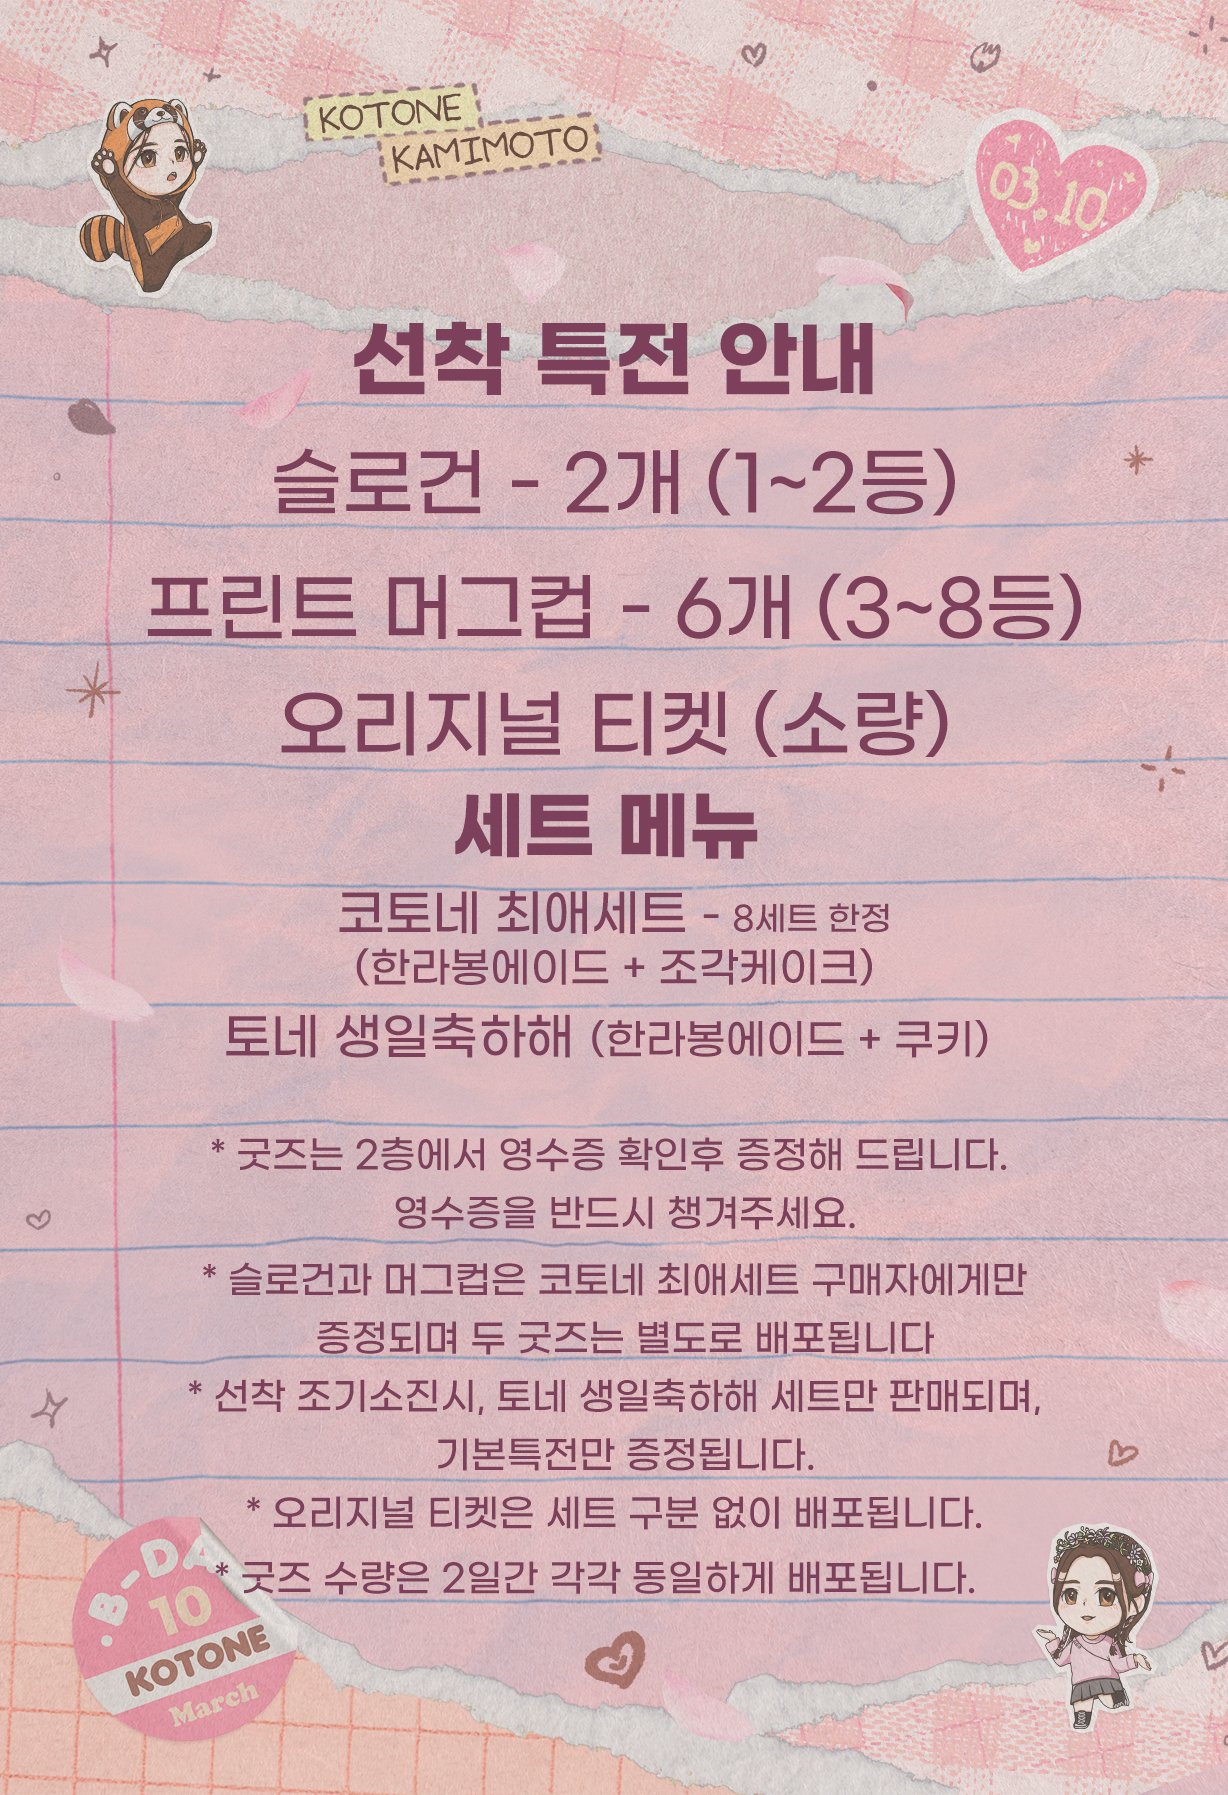 KOTONE
KAMIMOTO
03.10
선착 특전 안내
슬로건 - 2개 (1~2등)
프린트 머그컵 - 6개 (3~8등)
오리지널 티켓 (소량)
세트 메뉴
코토네 최애세트 - 8세트 한정
(한라봉에이드 + 조각케이크)
토네 생일축하해 (한라봉에이드 + 쿠키)
* 굿즈는 2층에서 영수증 확인후 증정해 드립니다.
영수증을 반드시 챙겨주세요.
* 슬로건과 머그컵은 코토네 최애세트 구매자에게만
증정되며 두 굿즈는 별도로 배포됩니다
* 선착 조기소진시, 토네 생일축하해 세트만 판매되며,
기본특전만 증정됩니다.
* 오리지널 티켓은 세트 구분 없이 배포됩니다.
* 굿즈 수량은 2일간 각각 동일하게 배포됩니다.
·B-DA
10
KOTONE
March